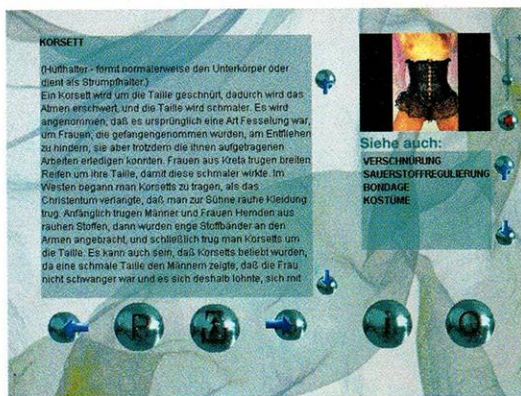 KORSETT
(Hüfthalter - formt normalerweise den Unterkörper oder
dient als Strumpfhalter.)
Ein Korsett wird um die Taille geschnürt, dadurch wird das
Atmen erschwert, und die Taille wird schmaler. Es wird
angenommen, daß es ursprünglich eine Art Fesselung war,
um Frauen, die gefangengenommen wurden, am Entfliehen
zu hindern, sie aber trotzdem die ihnen aufgetragenen
Arbeiten erledigen konnten. Frauen aus Kreta trugen breiten
Reifen um ihre Taille, damit diese schmaler wirkte. Im
Westen begann man Korsetts zu tragen, als das
Christentum verlangte, daß man zur Sühne rauhe Kleidung
trug. Anfänglich trugen Männer und Frauen Hemden aus
rauhen Stoffen, dann wurden enge Stoffbänder an den
Armen angebracht, und schließlich trug man Korsetts um
die Taille. Es kann auch sein, daß Korsetts beliebt wurden,
da eine schmale Taille den Männern zeigte, daß die Frau
nicht schwanger war und es sich deshalb lohnte, sich mit
Siehe auch:
VERSCHNÜRUNG
SAUERSTOFFREGULIERUNG
BONDAGE
KOSTÜME